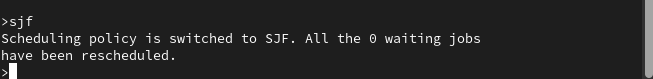 >sjf
Scheduling policy is switched to SJF. All the 0 waiting jobs
have been rescheduled.
>